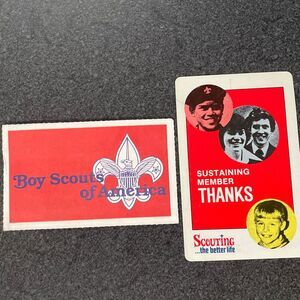 Boy Scouts
of America
SUSTAINING
MEMBER
THANKS
Scouting
...the better life